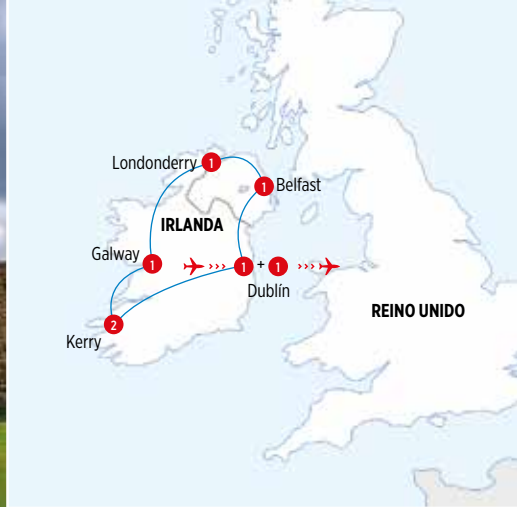 Londonderry 1
1 Belfast
IRLANDA
Galway 1
1 + 1
Dublín
REINO UNIDO
2
Kerry